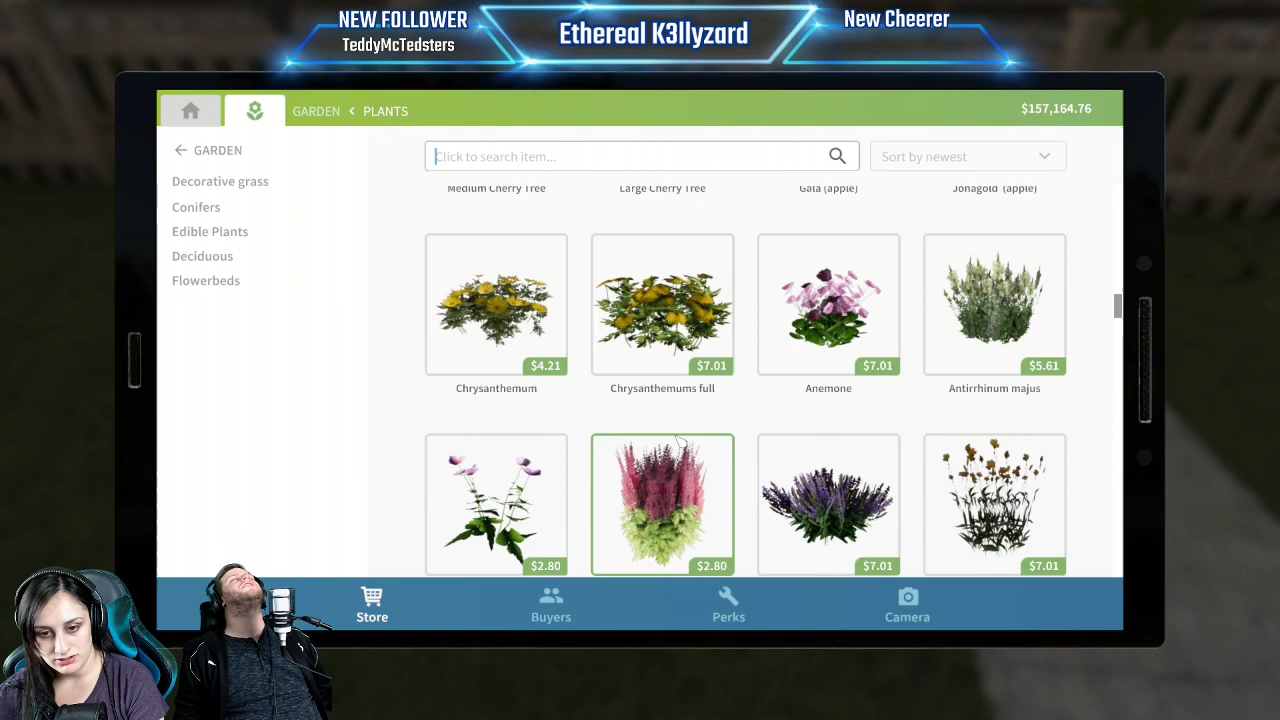 NEW FOLLOWER
TeddyMcTedsters
Ethereal K3llyzard
New Cheerer
GARDEN < PLANTS
$157,164.76
GARDEN
Click to search item...
Sort by newest
Decorative grass
Conifers
Edible Plants
Deciduous
Flowerbeds
Medium Cherry Tree
Large Cherry Tree
Gala (apple)
Jonagold (apple)
$4.21
$7.01
$7.01
$5.61
Chrysanthemum
Chrysanthemums full
Anemone
Antirrhinum majus
$2.80
$2.80
$7.01
$7.01
Store
Buyers
Perks
Camera